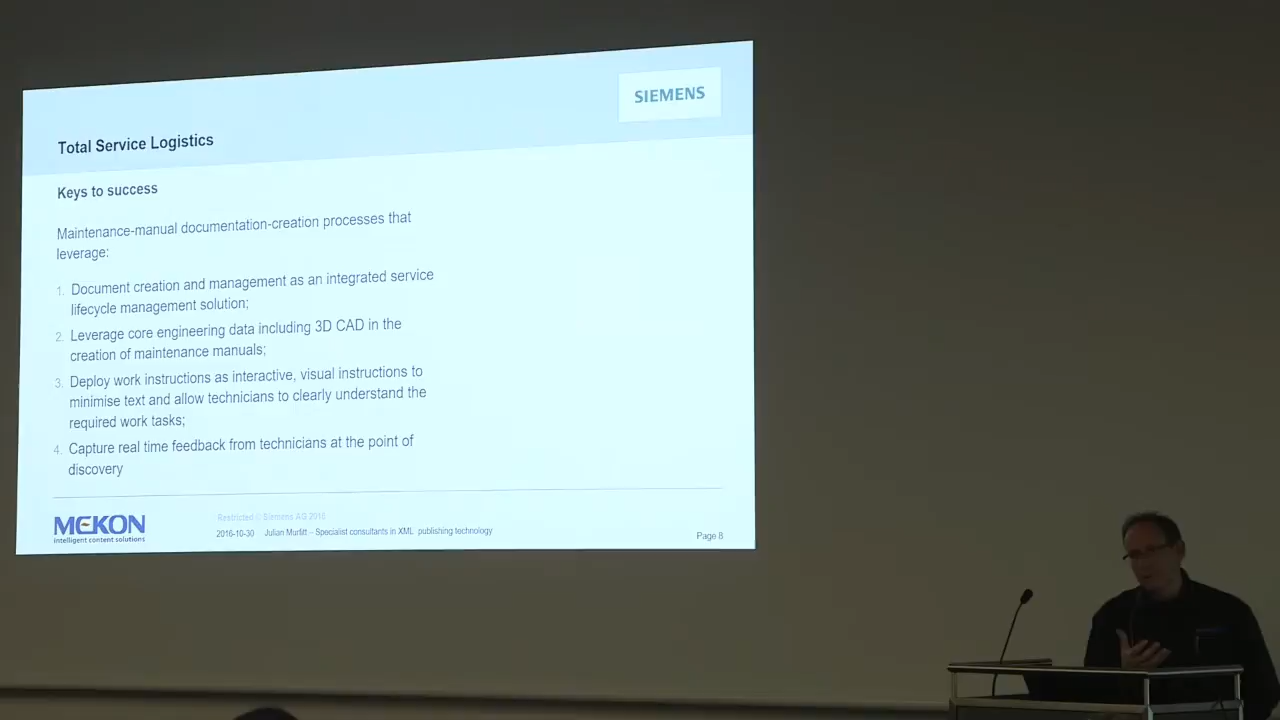 SIEMENS
Total Service Logistics
Keys to success
Maintenance-manual documentation-creation processes that
leverage:
1. Document creation and management as an integrated service
lifecycle management solution;
2. Leverage core engineering data including 3D CAD in the
creation of maintenance manuals;
3. Deploy work instructions as interactive, visual instructions to
minimise text and allow technicians to clearly understand the
required work tasks;
4. Capture real time feedback from technicians at the point of
discovery
MEKON
intelligent content solutions
Restricted © Siemens AG 2016
2016-10-30 Julian Murfitt – Specialist consultants in XML publishing technology
Page 8